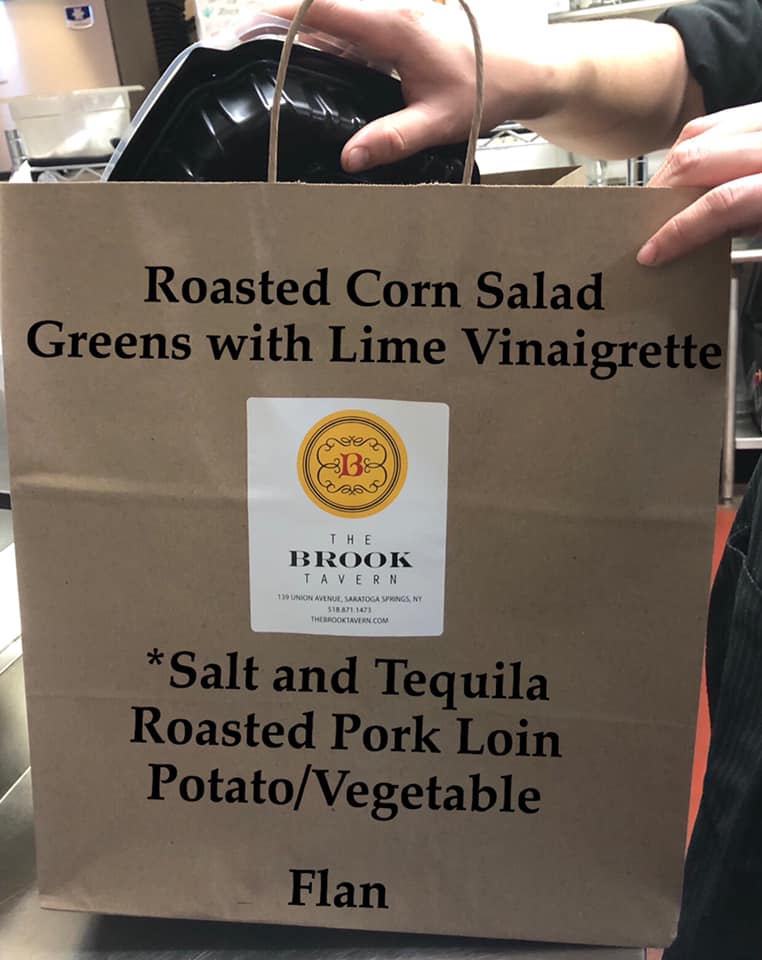 Roasted Corn Salad
Greens with Lime Vinaigrette
B
THE
BROOK
TAVERN
139 UNION AVENUE, SARATOGA SPRINGS, NY
518.871.1473
THEBROOKTAVERN.COM
*Salt and Tequila
Roasted Pork Loin
Potato/Vegetable
Flan